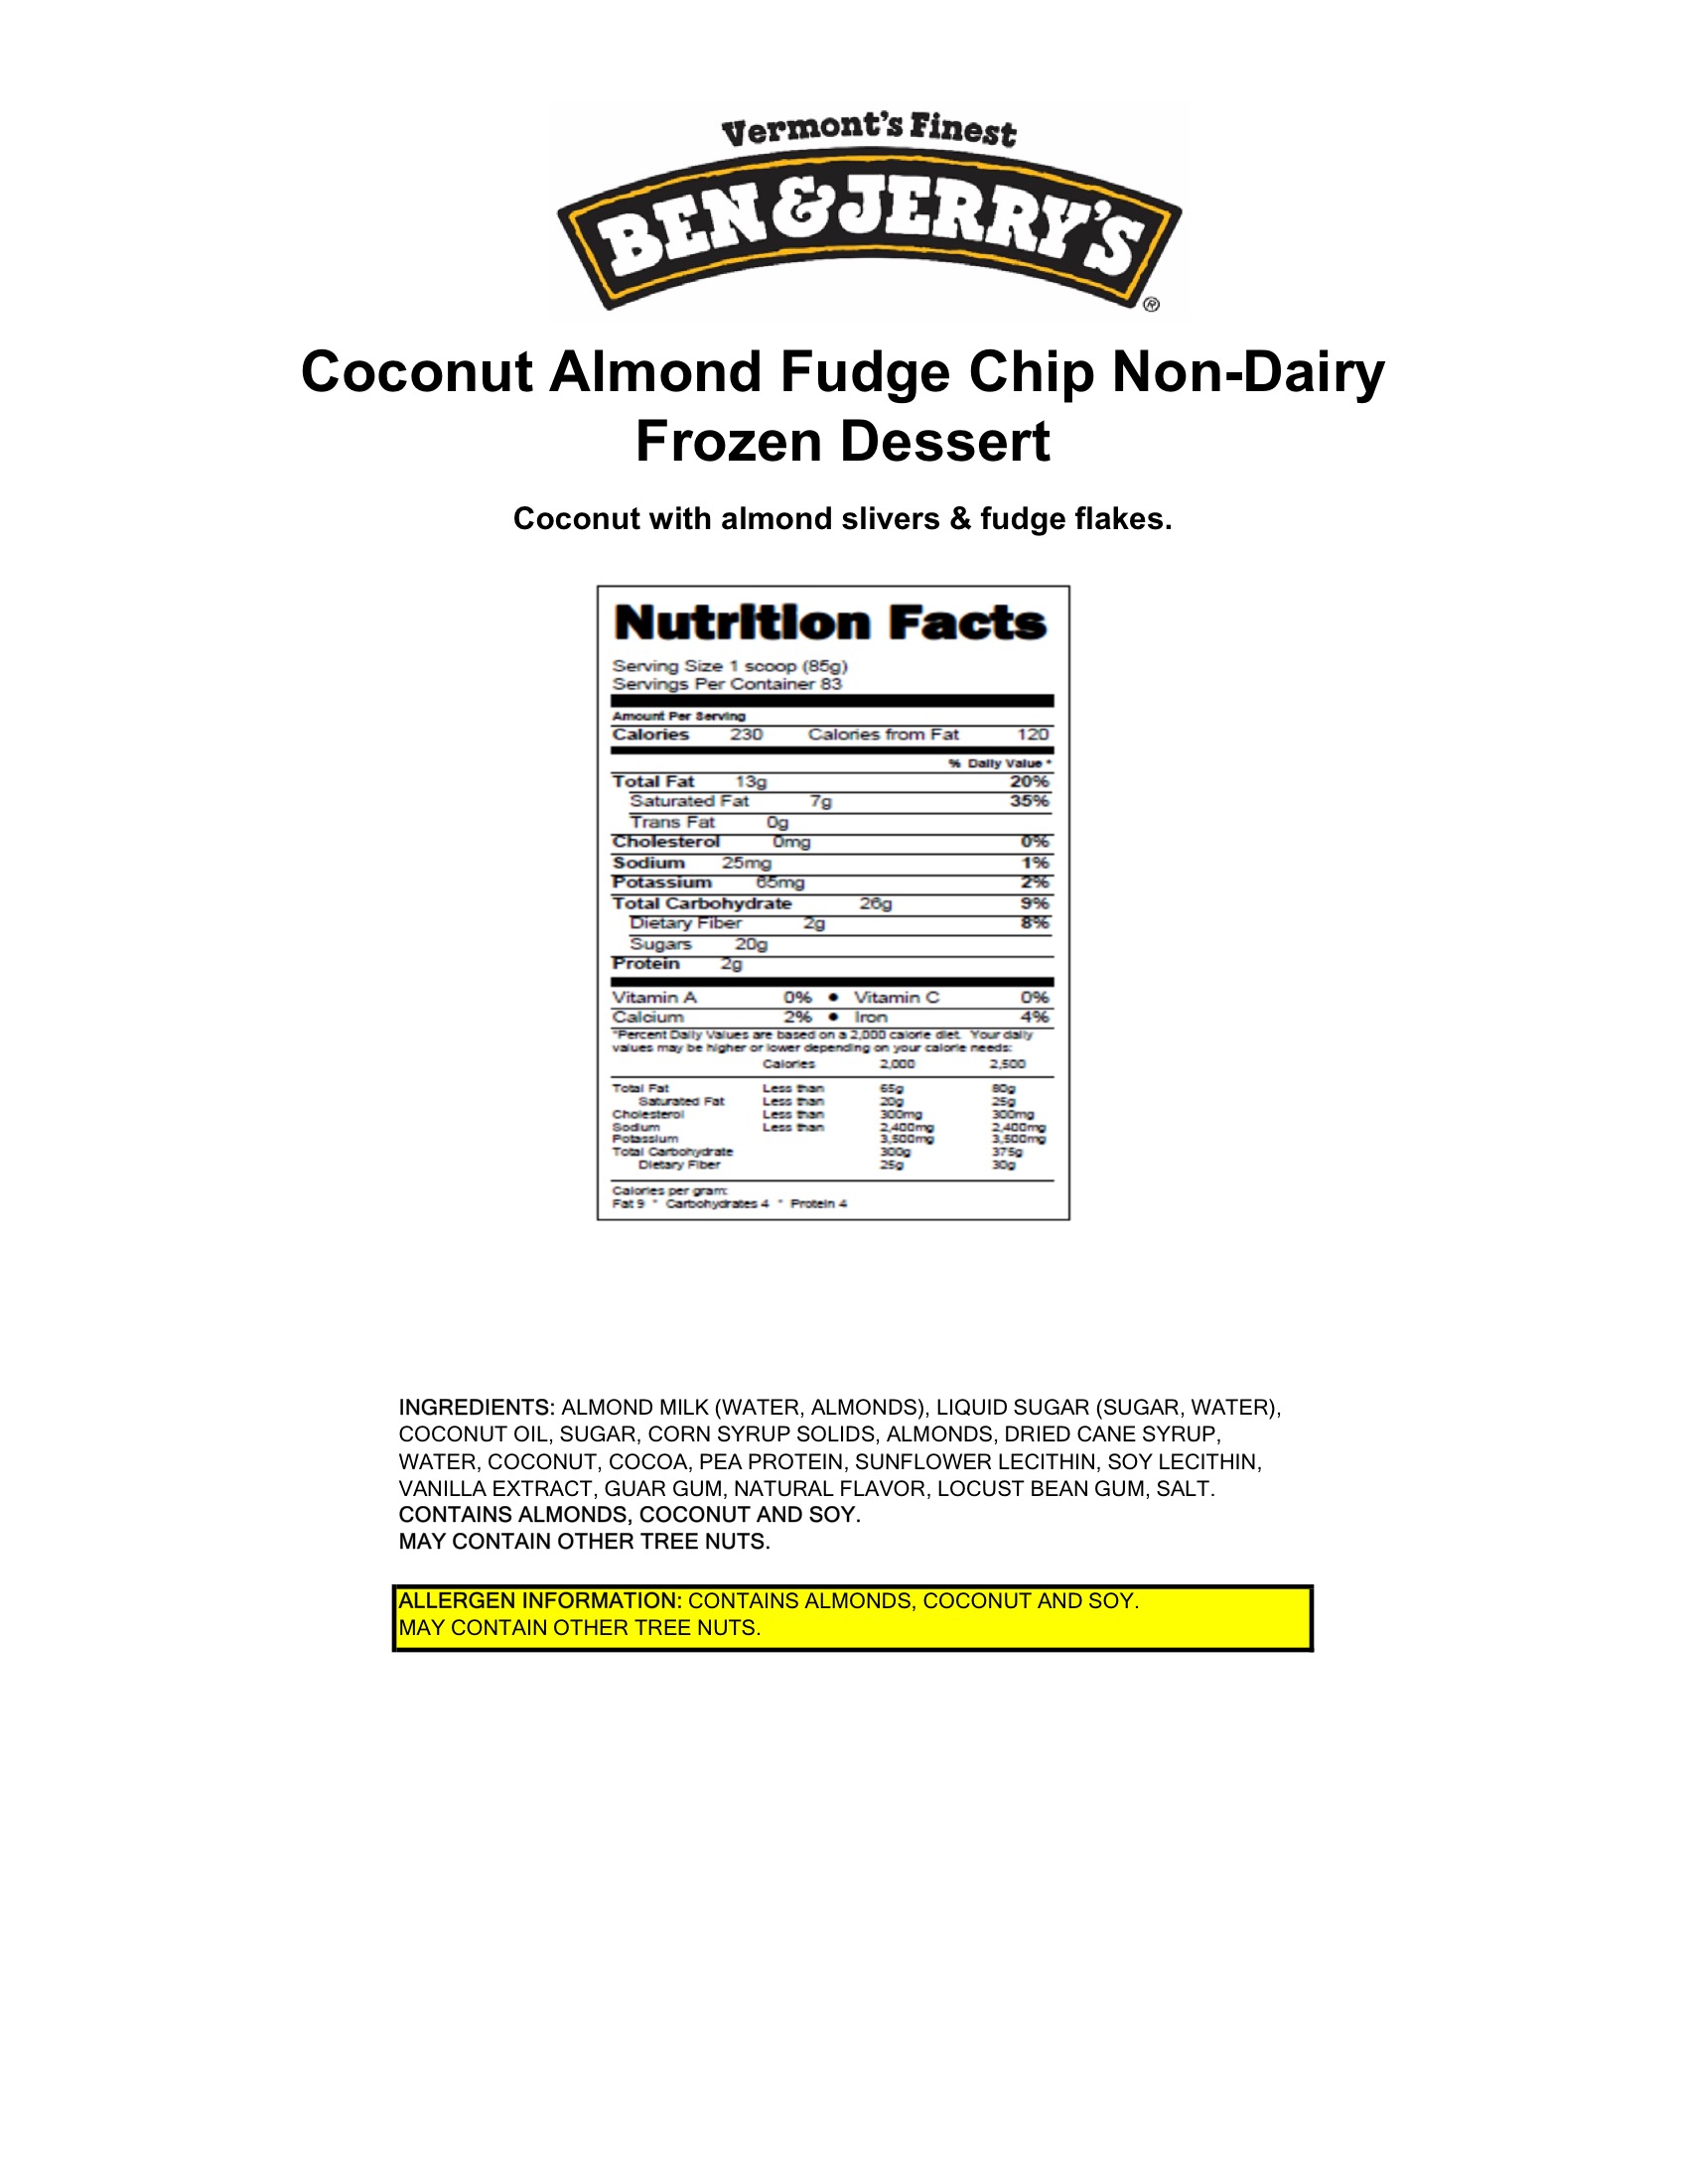 Vermont's Finest
BEN & JERRY'S
®
Coconut Almond Fudge Chip Non-Dairy
Frozen Dessert
Coconut with almond slivers & fudge flakes.
Nutrition Facts
Serving Size 1 scoop (85g)
Servings Per Container 83
Amount Per Serving
Calories 230 Calories from Fat 120
% Daily Value *
Total Fat 13g 20%
Saturated Fat 7g 35%
Trans Fat 0g
Cholesterol 0mg 0%
Sodium 25mg 1%
Potassium 65mg 2%
Total Carbohydrate 26g 9%
Dietary Fiber 2g 8%
Sugars 20g
Protein 2g
Vitamin A 0% • Vitamin C 0%
Calcium 2% • Iron 4%
*Percent Daily Values are based on a 2,000 calorie diet. Your daily
values may be higher or lower depending on your calorie needs:
Calories 2,000 2,500
Total Fat Less than 65g 80g
Saturated Fat Less than 20g 25g
Cholesterol Less than 300mg 300mg
Sodium Less than 2,400mg 2,400mg
Potassium 3,500mg 3,500mg
Total Carbohydrate 300g 375g
Dietary Fiber 25g 30g
Calories per gram:
Fat 9 * Carbohydrates 4 * Protein 4
INGREDIENTS: ALMOND MILK (WATER, ALMONDS), LIQUID SUGAR (SUGAR, WATER),
COCONUT OIL, SUGAR, CORN SYRUP SOLIDS, ALMONDS, DRIED CANE SYRUP,
WATER, COCONUT, COCOA, PEA PROTEIN, SUNFLOWER LECITHIN, SOY LECITHIN,
VANILLA EXTRACT, GUAR GUM, NATURAL FLAVOR, LOCUST BEAN GUM, SALT.
CONTAINS ALMONDS, COCONUT AND SOY.
MAY CONTAIN OTHER TREE NUTS.
ALLERGEN INFORMATION: CONTAINS ALMONDS, COCONUT AND SOY.
MAY CONTAIN OTHER TREE NUTS.